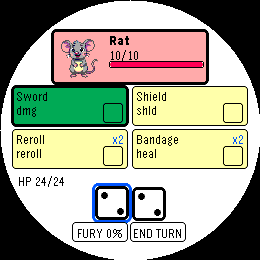 Rat
10/10
Sword
dmg
Shield
shld
Reroll x2
reroll
Bandage x2
heal
HP 24/24
FURY 0% END TURN